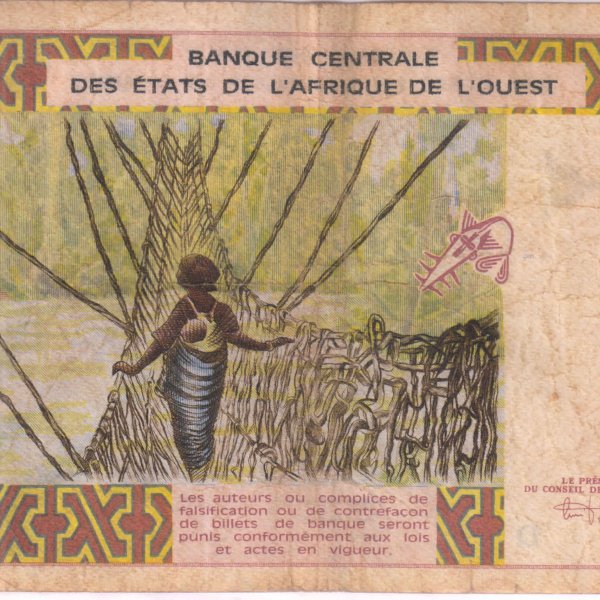 BANQUE CENTRALE
DES ÉTATS DE L'AFRIQUE DE L'OUEST
LE PRÉS
DU CONSEIL DE
Les auteurs ou complices de
falsification ou de contrefaçon
de billets de banque seront
punis conformément aux lois
et actes en vigueur.